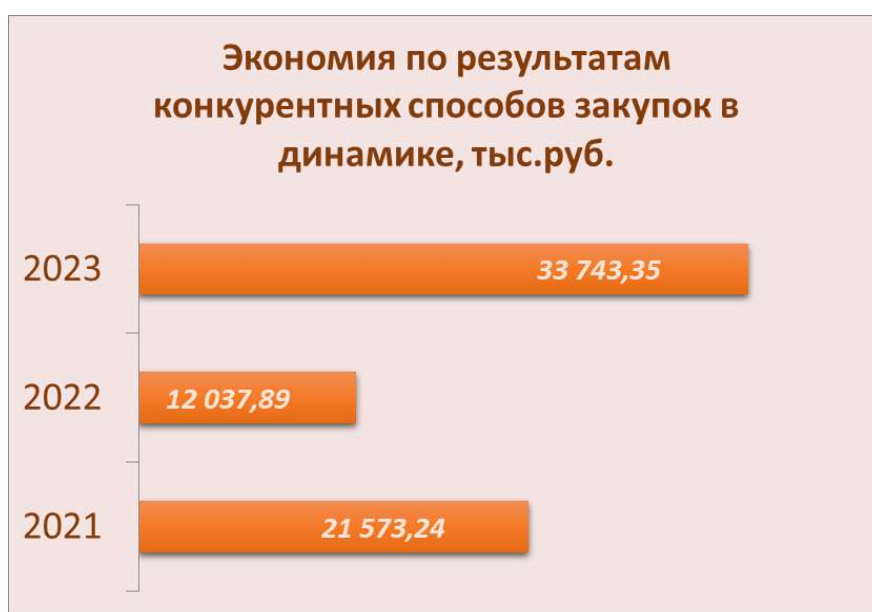 Экономия по результатам
конкурентных способов закупок в
динамике, тыс.руб.
2023
33 743,35
2022
12 037,89
2021
21 573,24